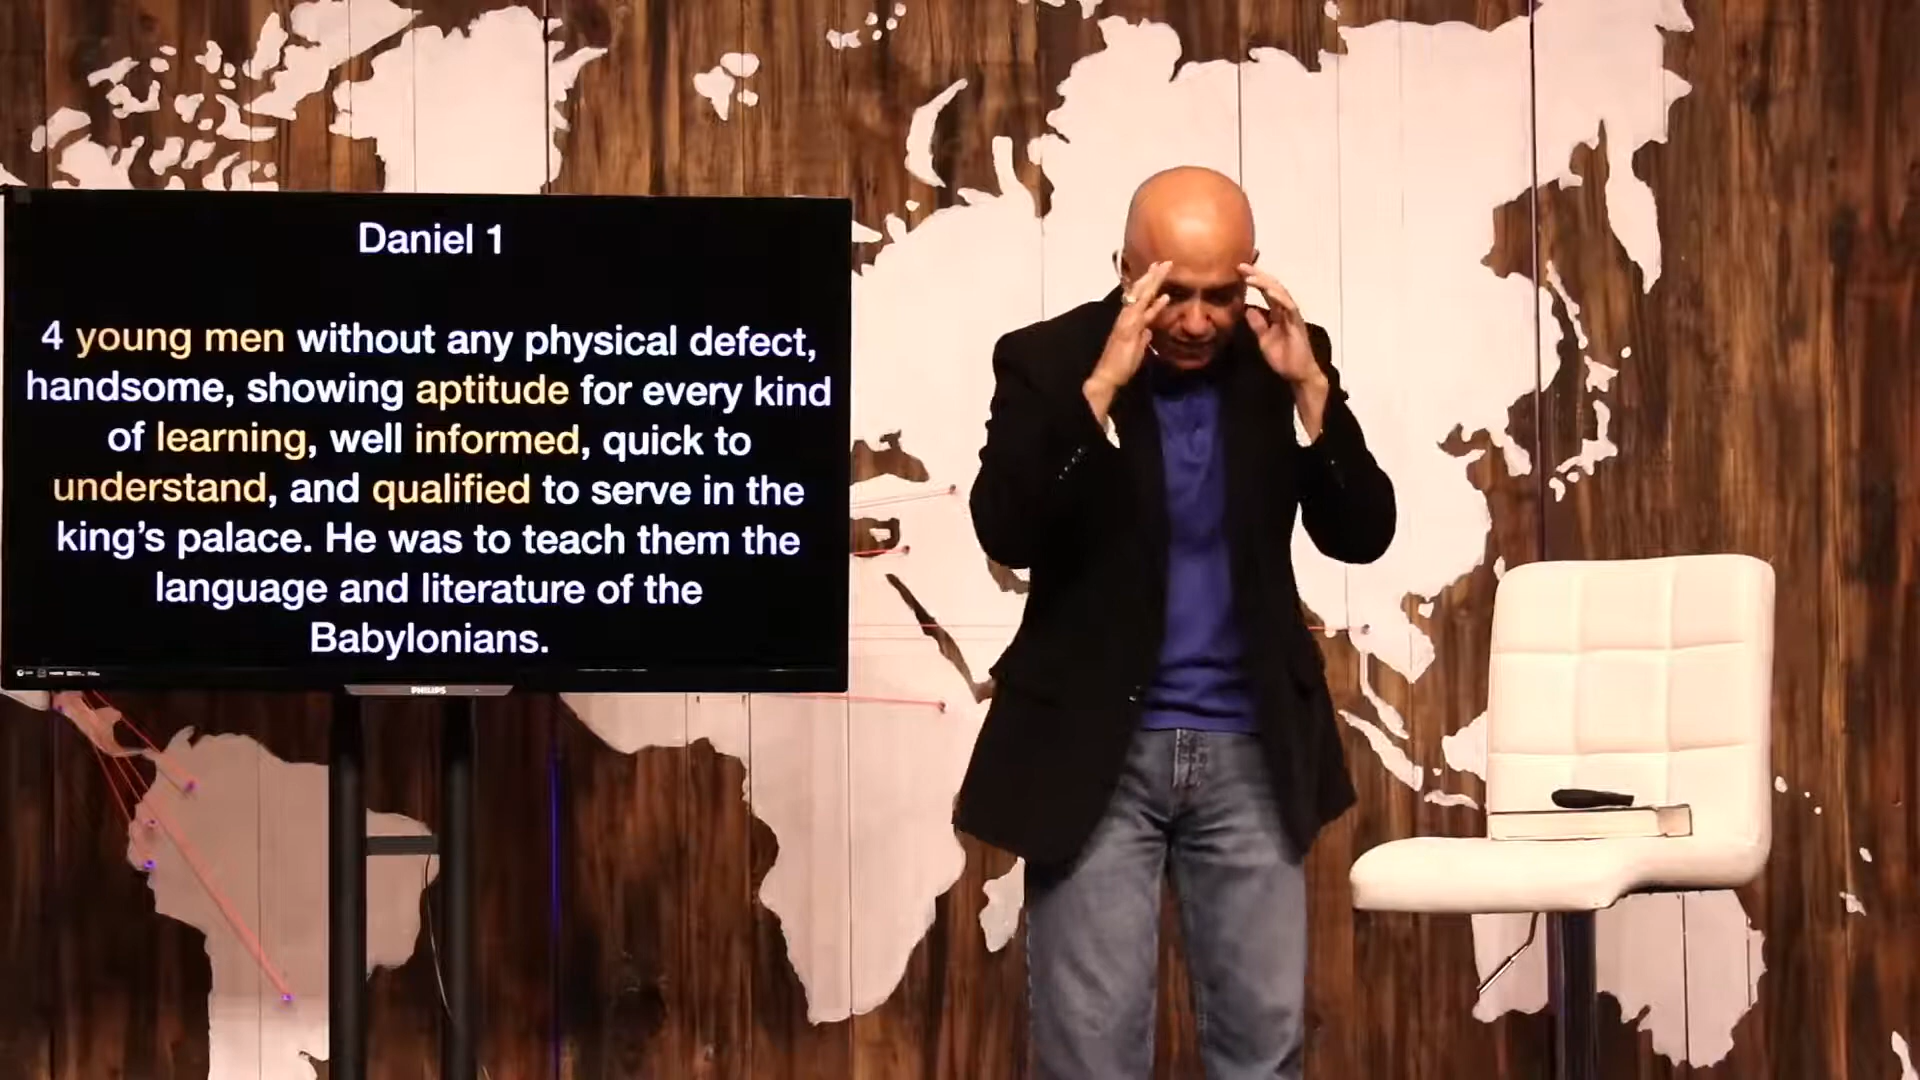 Daniel 1
4 young men without any physical defect,
handsome, showing aptitude for every kind
of learning, well informed, quick to
understand, and qualified to serve in the
king’s palace. He was to teach them the
language and literature of the
Babylonians.
PHILIPS